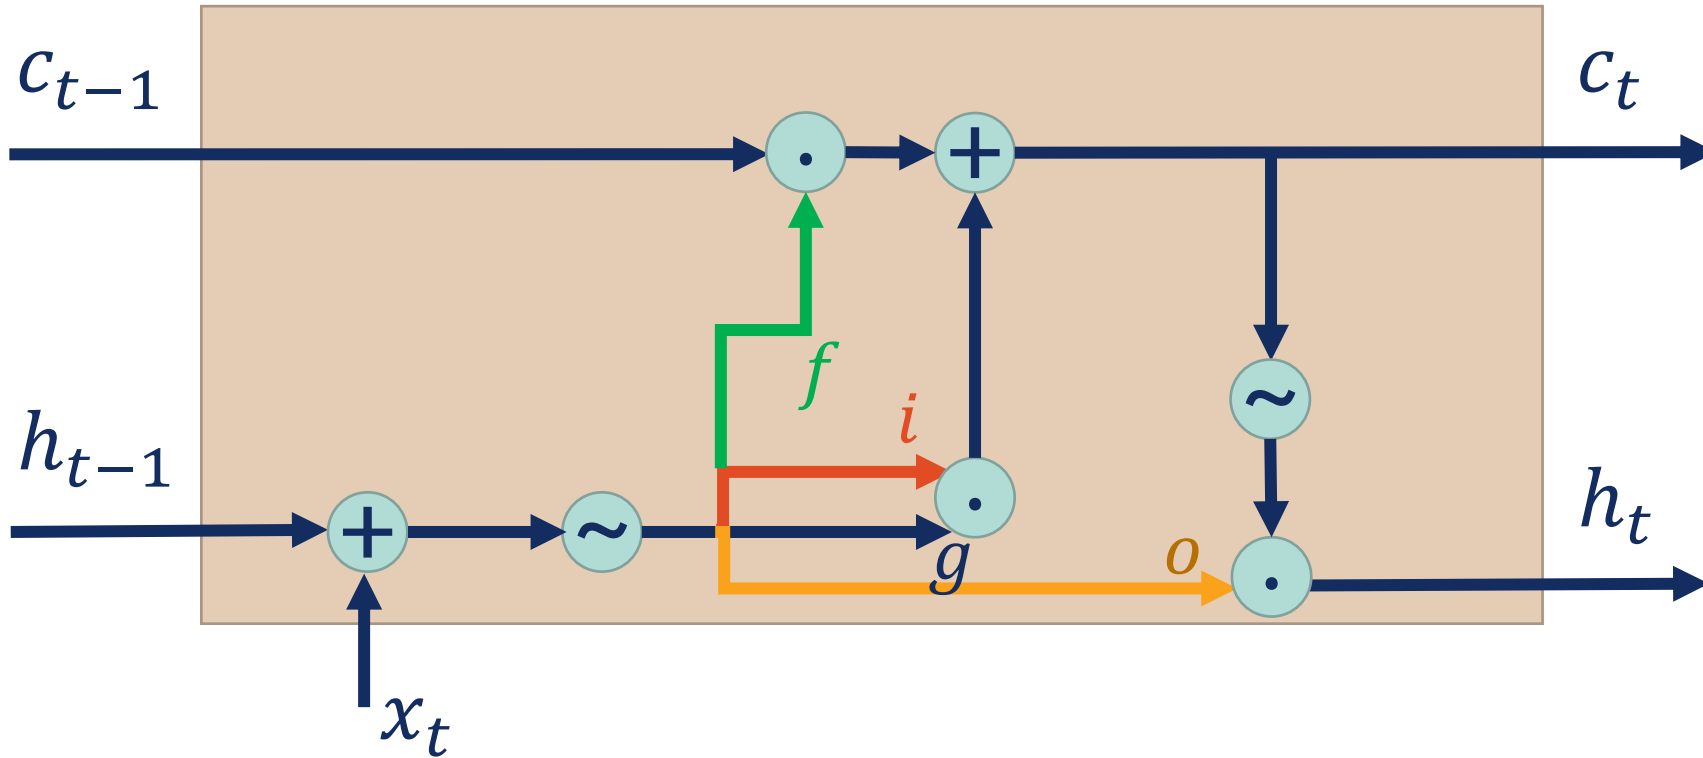 c_{t-1}
c_t
+
f
i
h_{t-1}
~
h_t
+
~
g
o
x_t